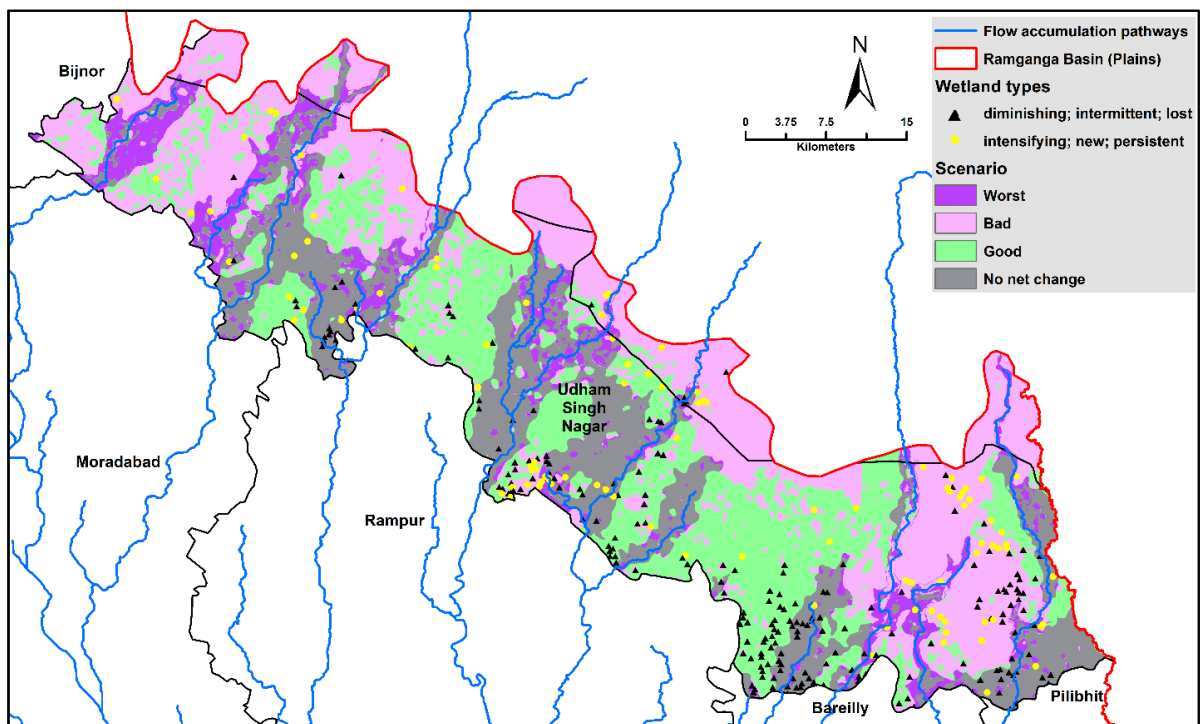 Bijnor
N
0 3.75 7.5 15
Kilometers
Flow accumulation pathways
Ramganga Basin (Plains)
Wetland types
diminishing; intermittent; lost
intensifying; new; persistent
Scenario
Worst
Bad
Good
No net change
Udham
Singh
Nagar
Moradabad
Rampur
Bareilly
Pilibhit